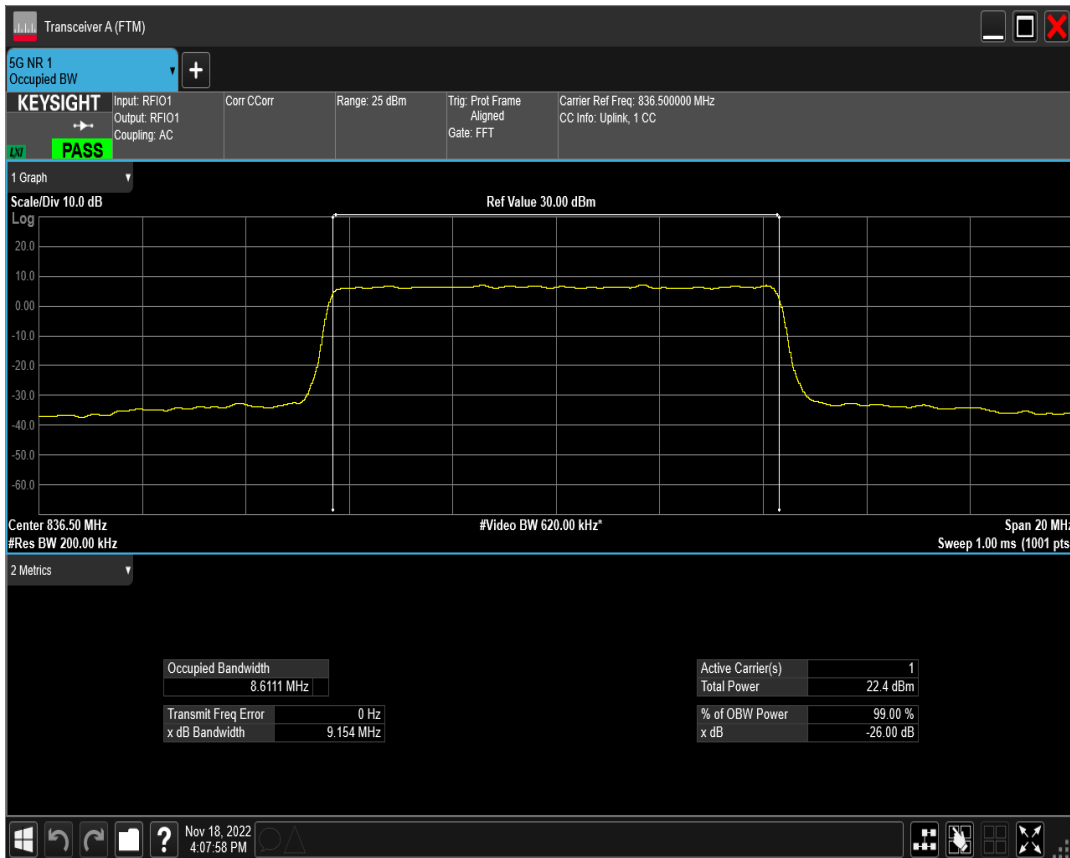 Transceiver A (FTM)
5G NR 1
Occupied BW
+
KEYSIGHT
LXI
PASS
Input: RFIO1
Output: RFIO1
Coupling: AC
Corr CCorr
Range: 25 dBm
Trig: Prot Frame
Aligned
Gate: FFT
Carrier Ref Freq: 836.500000 MHz
CC Info: Uplink, 1 CC
1 Graph
Scale/Div 10.0 dB
Ref Value 30.00 dBm
Log
20.0
10.0
0.00
-10.0
-20.0
-30.0
-40.0
-50.0
-60.0
Center 836.50 MHz
#Video BW 620.00 kHz*
Span 20 MHz
#Res BW 200.00 kHz
Sweep 1.00 ms (1001 pts
2 Metrics
Occupied Bandwidth
8.6111 MHz
Transmit Freq Error 0 Hz
x dB Bandwidth 9.154 MHz
Active Carrier(s) 1
Total Power 22.4 dBm
% of OBW Power 99.00 %
x dB -26.00 dB
?
Nov 18, 2022
4:07:58 PM